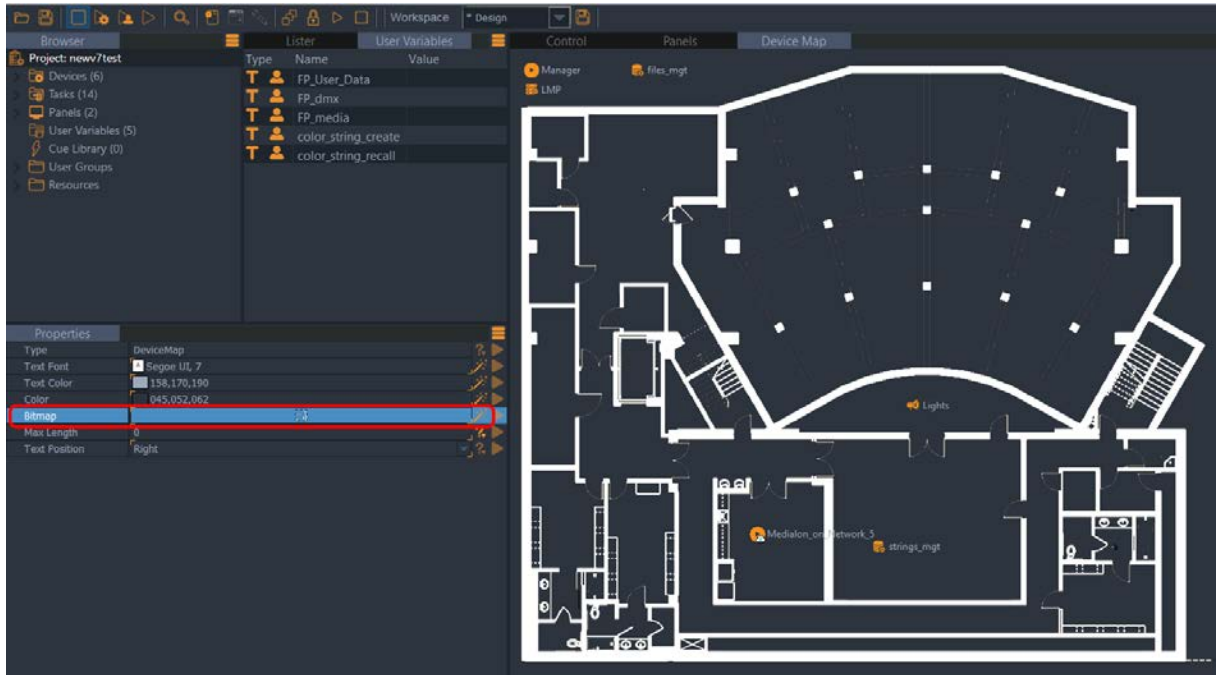 Workspace * Design
Browser
Project: newv7test
Devices (6)
Tasks (14)
Panels (2)
User Variables (5)
Cue Library (0)
User Groups
Resources
Lister User Variables
Type Name Value
FP_User_Data
FP_dmx
FP_media
color_string_create
color_string_recall
Properties
Type DeviceMap
Text Font Segoe UI, 7
Text Color 158,170,190
Color 045,052,062
Bitmap
Max Length 0
Text Position Right
Control Panels Device Map
Manager files_mgt
LMP
Lights
Medialon_on_Network_5
strings_mgt